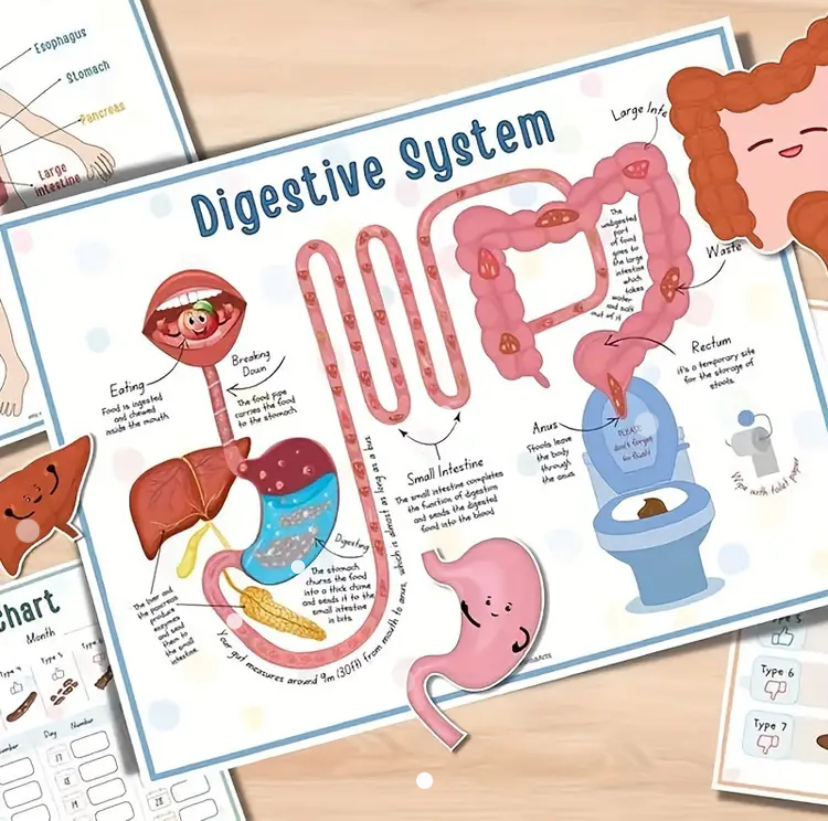 Esophagus
Stomach
Pancreas
Large
Intestine
Digestive System
Large Inte
The
undigested
part
of food
goes to
the large
intestine
which
takes
water
and salt
out of it
Waste
Rectum
it's a temporary site
for the storage of
stools.
Eating
Food is ingested
and chewed
inside the mouth
Breaking
Down
The food pipe
carries the food
to the stomach
Small Intestine
The small intestine completes
the function of digestion
and sends the digested
food into the blood
Anus
Stools leave
the body
through
the anus
PLEASE
don't forget
to flush!
Wipe with toilet paper
Digesting
The stomach
churns the food
into a thick chime
and sends it to the
small intestine
in bits
The liver and
the pancreas
produce
enzymes
and send
them to
the small
intestine.
Your gut measures around 9m (30Ft) from mouth to anus, which is almost as long as a bus
Chart
Month
Type 4
Type 5
Day
Number
Type 6
Type 7